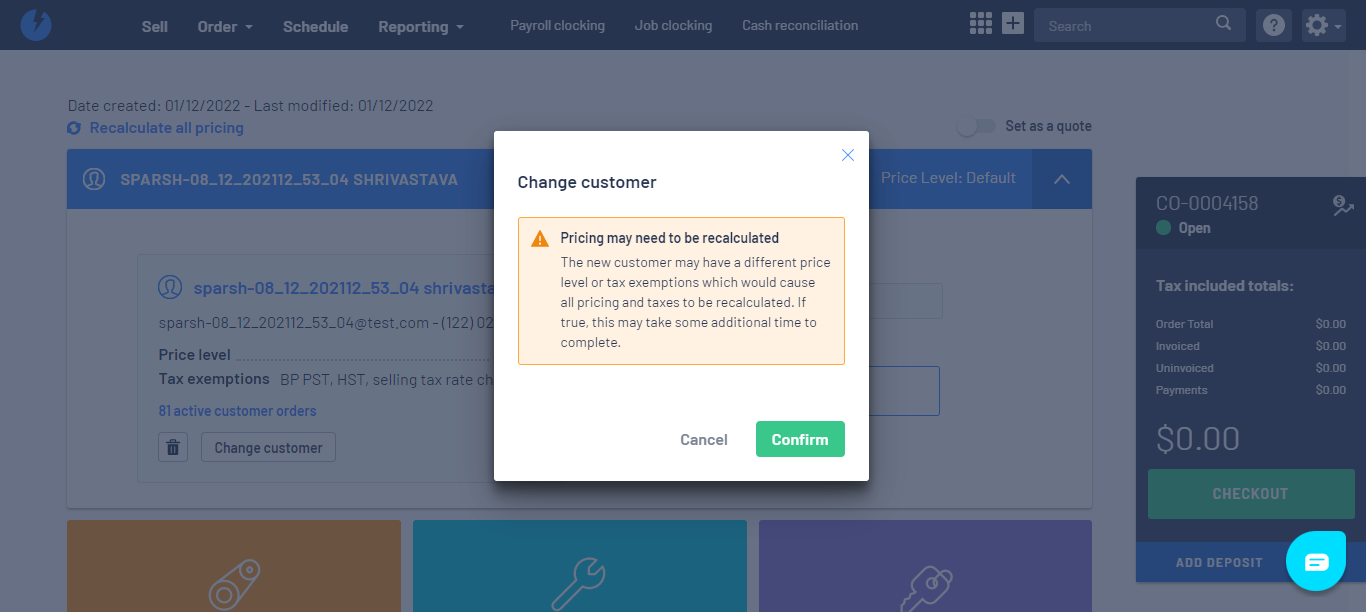 Sell Order Schedule Reporting Payroll clocking Job clocking Cash reconciliation Search
Date created: 01/12/2022 - Last modified: 01/12/2022
Recalculate all pricing
Set as a quote
SPARSH-08_12_202112_53_04 SHRIVASTAVA
Price Level: Default
sparsh-08_12_202112_53_04 shrivasta
sparsh-08_12_202112_53_04@test.com - (122) 02
Price level
Tax exemptions BP PST, HST, selling tax rate ch
81 active customer orders
Change customer
Change customer
Pricing may need to be recalculated
The new customer may have a different price
level or tax exemptions which would cause
all pricing and taxes to be recalculated. If
true, this may take some additional time to
complete.
Cancel Confirm
CO-0004158
Open
Tax included totals:
Order Total $0.00
Invoiced $0.00
Uninvoiced $0.00
Payments $0.00
$0.00
CHECKOUT
ADD DEPOSIT